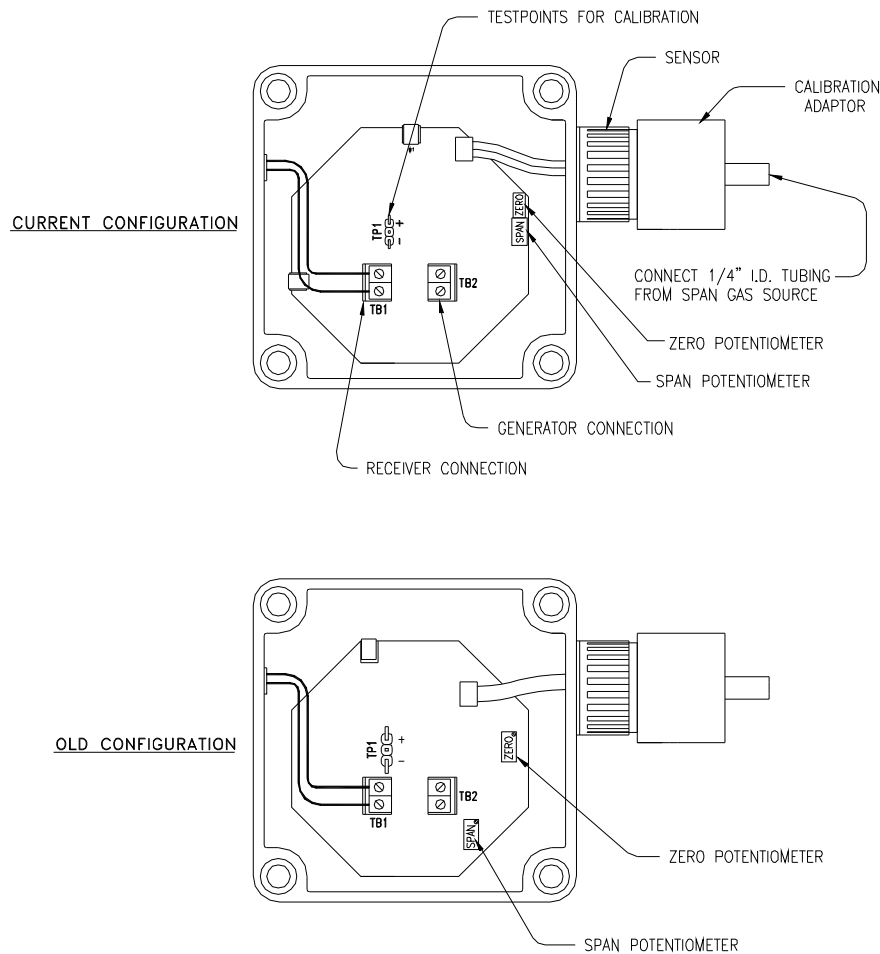 TESTPOINTS FOR CALIBRATION
SENSOR
CALIBRATION
ADAPTOR
CURRENT CONFIGURATION
TP1
+
-
ZERO
SPAN
TB1
TB2
CONNECT 1/4" I.D. TUBING
FROM SPAN GAS SOURCE
ZERO POTENTIOMETER
SPAN POTENTIOMETER
GENERATOR CONNECTION
RECEIVER CONNECTION
OLD CONFIGURATION
TP1
+
-
ZERO
TB1
TB2
SPAN
ZERO POTENTIOMETER
SPAN POTENTIOMETER